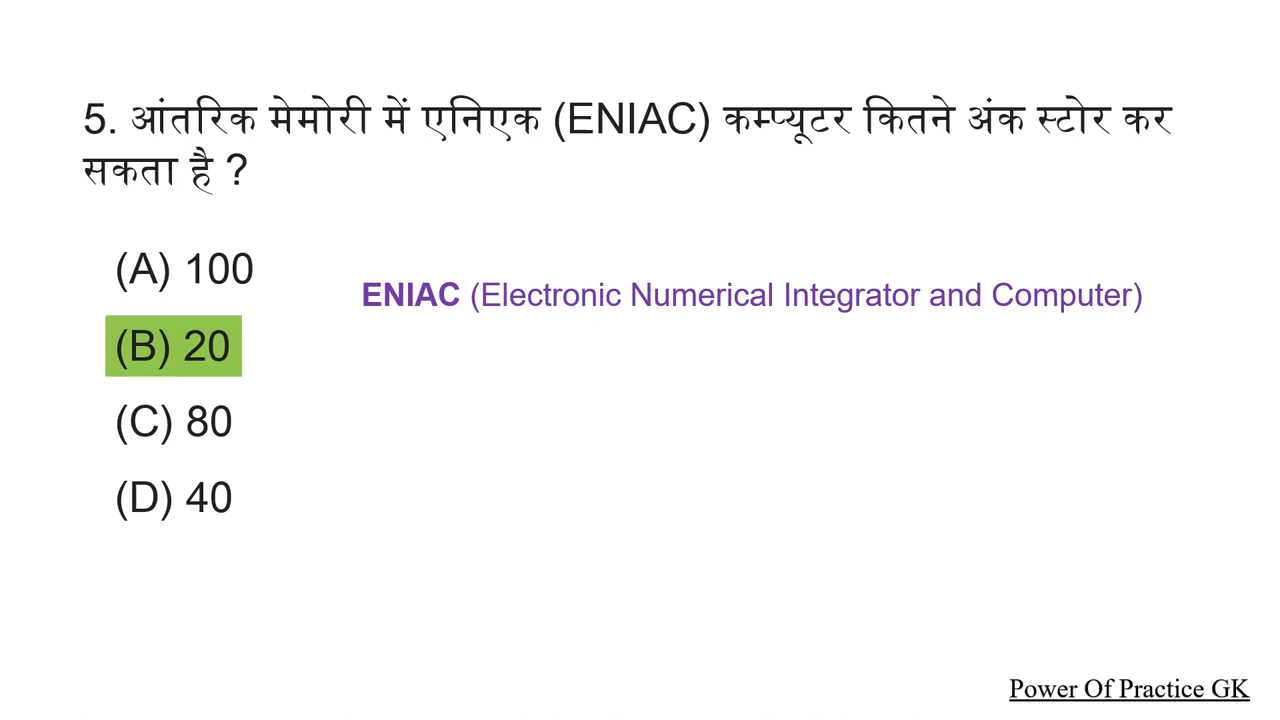 5. आंतरिक मेमोरी में एनिएक (ENIAC) कम्प्यूटर कितने अंक स्टोर कर
सकता है ?
(A) 100
ENIAC (Electronic Numerical Integrator and Computer)
(B) 20
(C) 80
(D) 40
Power Of Practice GK